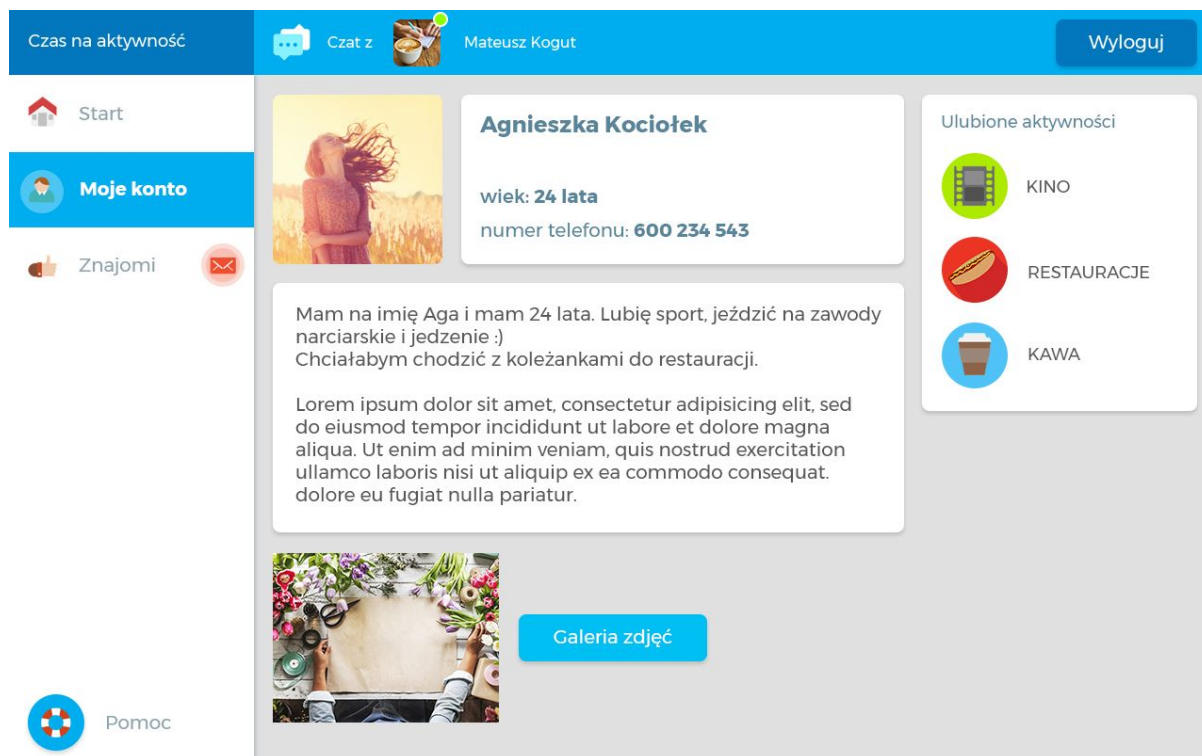 Czas na aktywność
Czat z
Mateusz Kogut
Wyloguj
Start
Moje konto
Znajomi
Pomoc
Agnieszka Kociołek
wiek: 24 lata
numer telefonu: 600 234 543
Mam na imię Aga i mam 24 lata. Lubię sport, jeździć na zawody
narciarskie i jedzenie :)
Chciałabym chodzić z koleżankami do restauracji.
Lorem ipsum dolor sit amet, consectetur adipisicing elit, sed
do eiusmod tempor incididunt ut labore et dolore magna
aliqua. Ut enim ad minim veniam, quis nostrud exercitation
ullamco laboris nisi ut aliquip ex ea commodo consequat.
dolore eu fugiat nulla pariatur.
Galeria zdjęć
Ulubione aktywności
KINO
RESTAURACJE
KAWA